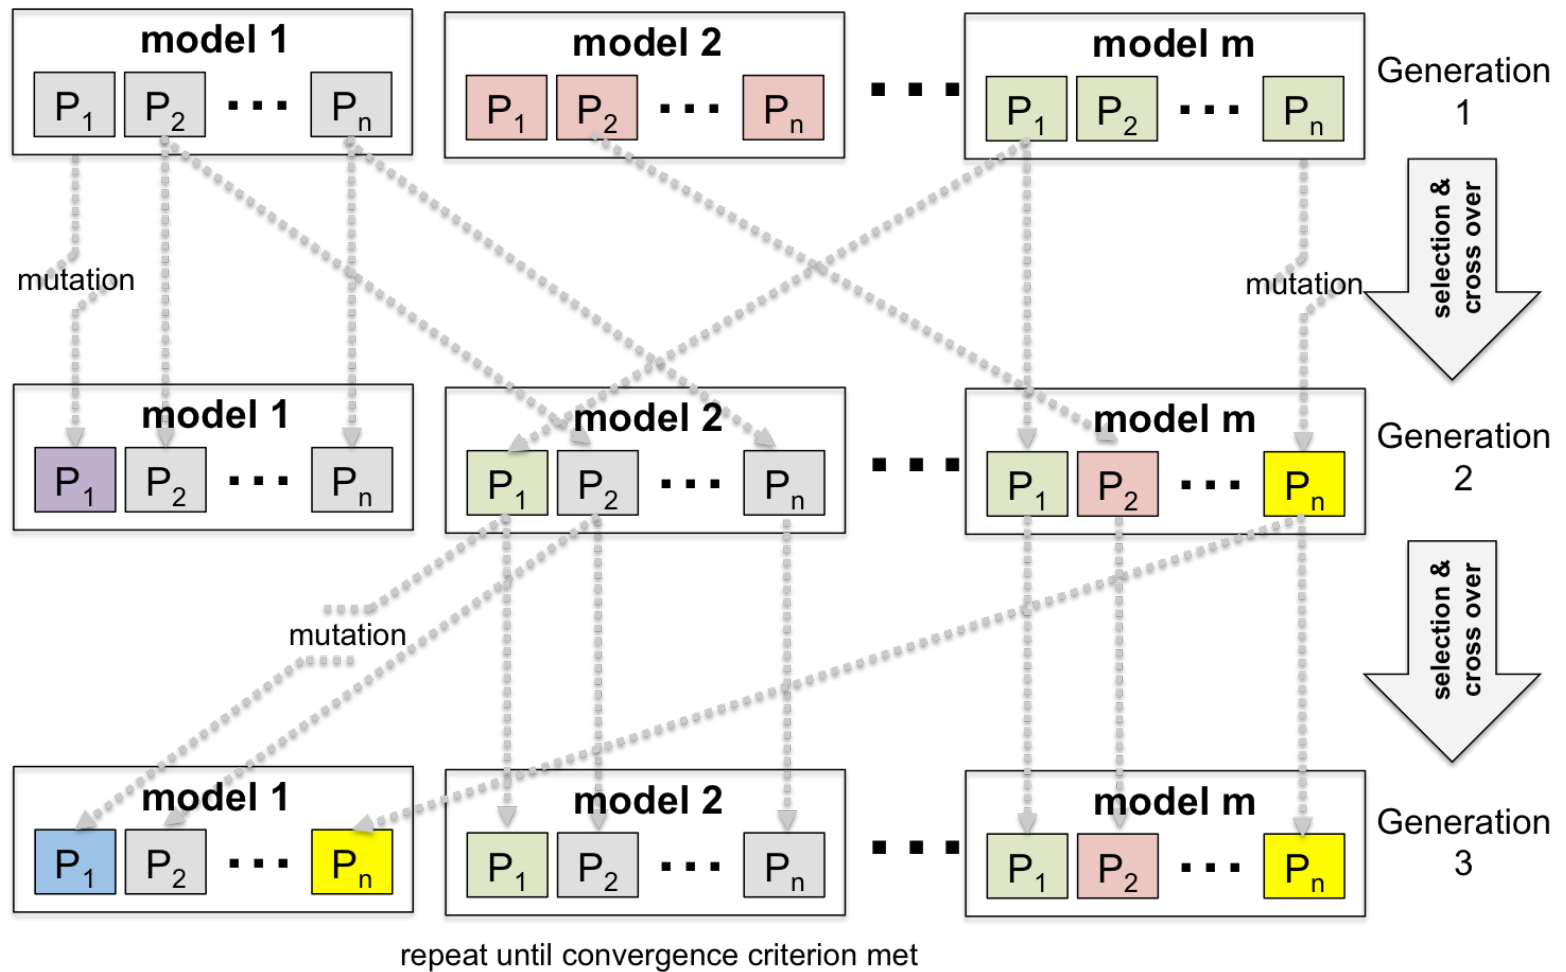 model 1
P1 P2 ... Pn
model 2
P1 P2 ... Pn
...
model m
P1 P2 ... Pn
Generation
1
mutation
mutation
selection &
cross over
model 1
P1 P2 ... Pn
model 2
P1 P2 ... Pn
...
model m
P1 P2 ... Pn
Generation
2
mutation
selection &
cross over
model 1
P1 P2 ... Pn
model 2
P1 P2 ... Pn
...
model m
P1 P2 ... Pn
Generation
3
repeat until convergence criterion met